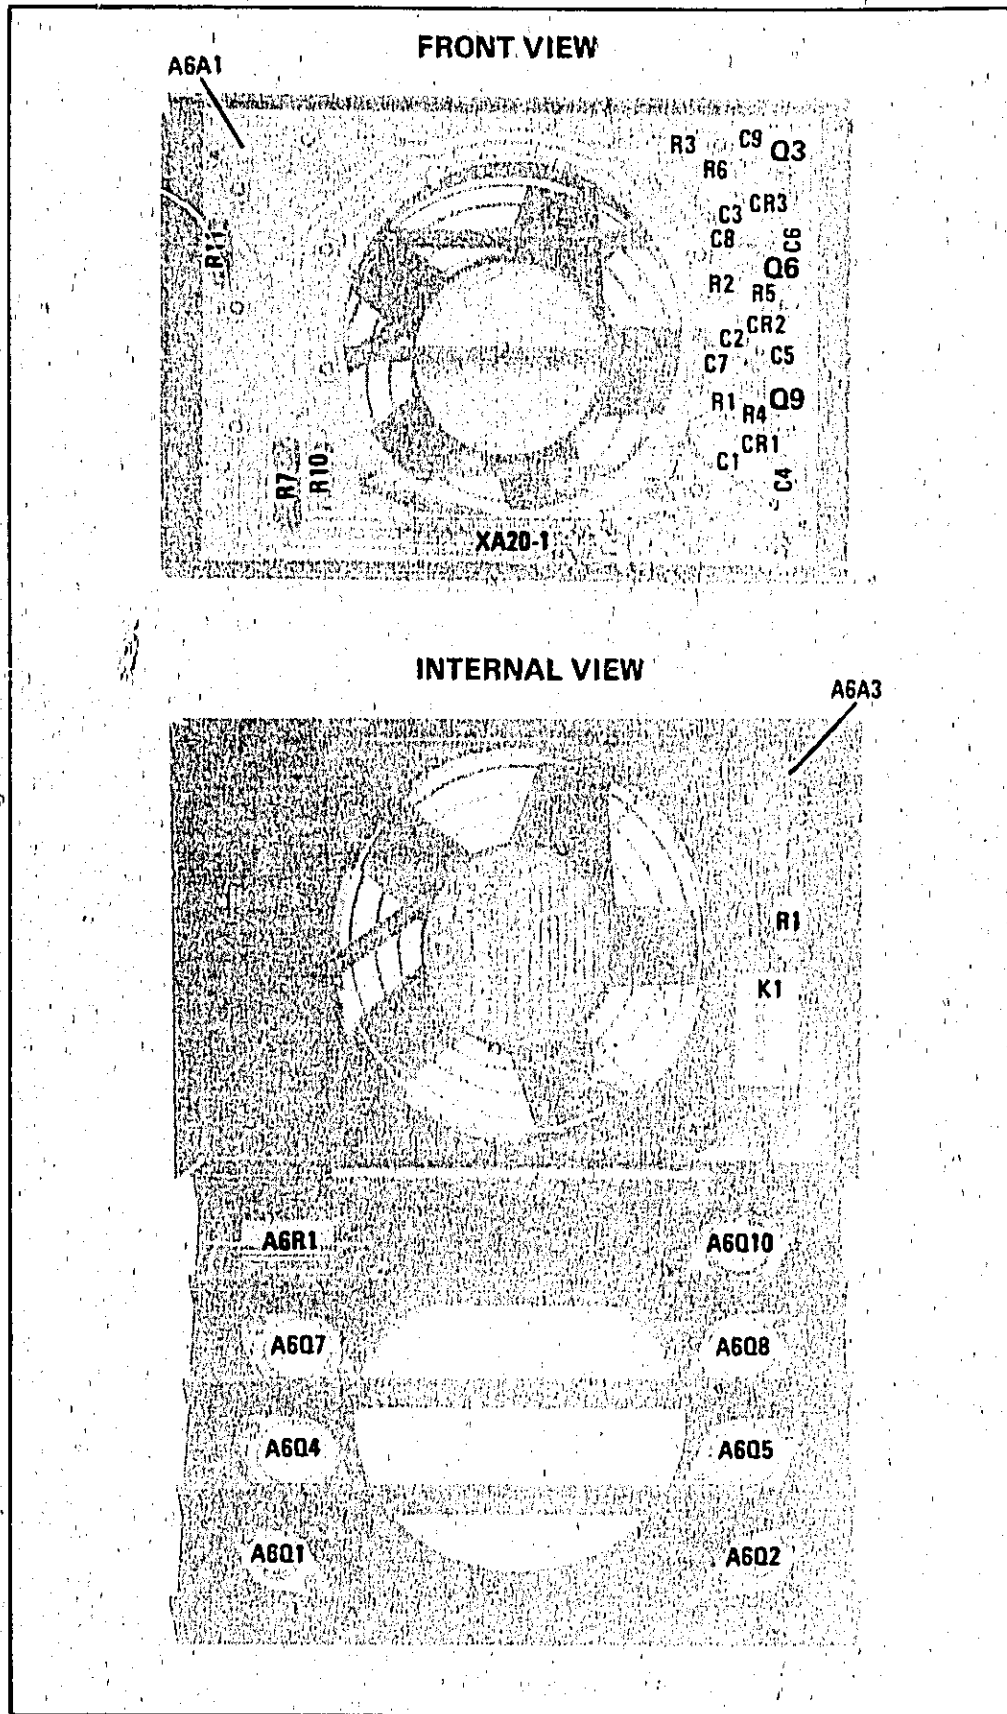 FRONT VIEW
A6A1
R3
C9
Q3
R6
CR3
C3
C8
C6
R11
Q6
R2
R5
CR2
C2
C5
C7
R1
R4
Q9
CR1
C1
C4
R7
R10
XA20-1
INTERNAL VIEW
A6A3
R1
K1
A6R1
A6Q10
A6Q7
A6Q8
A6Q4
A6Q5
A6Q1
A6Q2